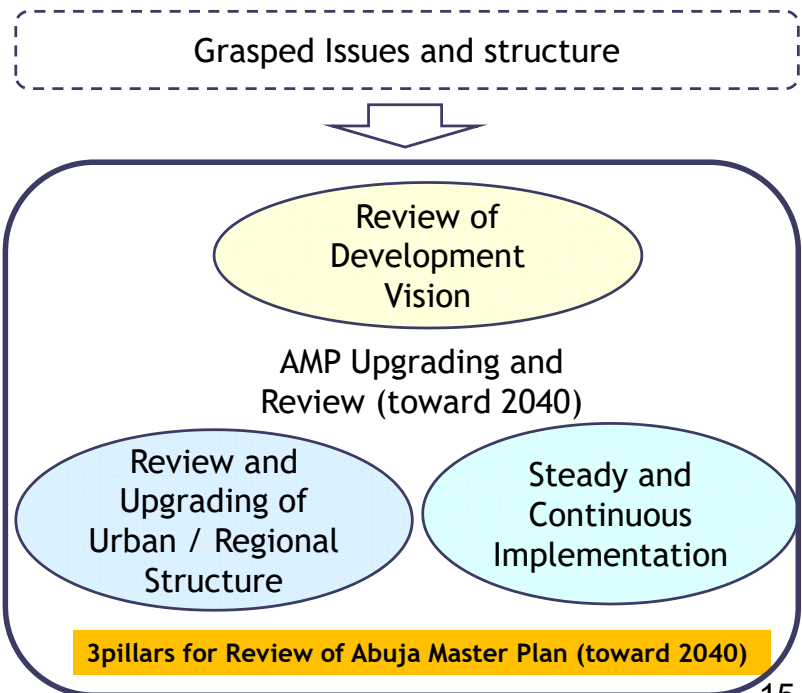 Grasped Issues and structure
Review of
Development
Vision
AMP Upgrading and
Review (toward 2040)
Review and
Upgrading of
Urban / Regional
Structure
Steady and
Continuous
Implementation
3pillars for Review of Abuja Master Plan (toward 2040)
15